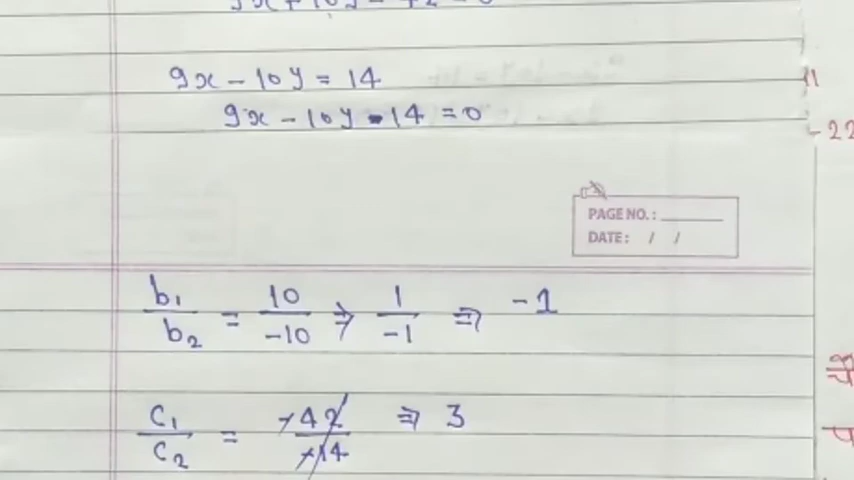 9x - 10y = 14
9x - 10y - 14 = 0
- 22
PAGE NO. :
DATE : / /
b₁/b₂ = 10/-10 ⇒ 1/-1 ⇒ -1
c₁/c₂ = -42/-14 ⇒ 3